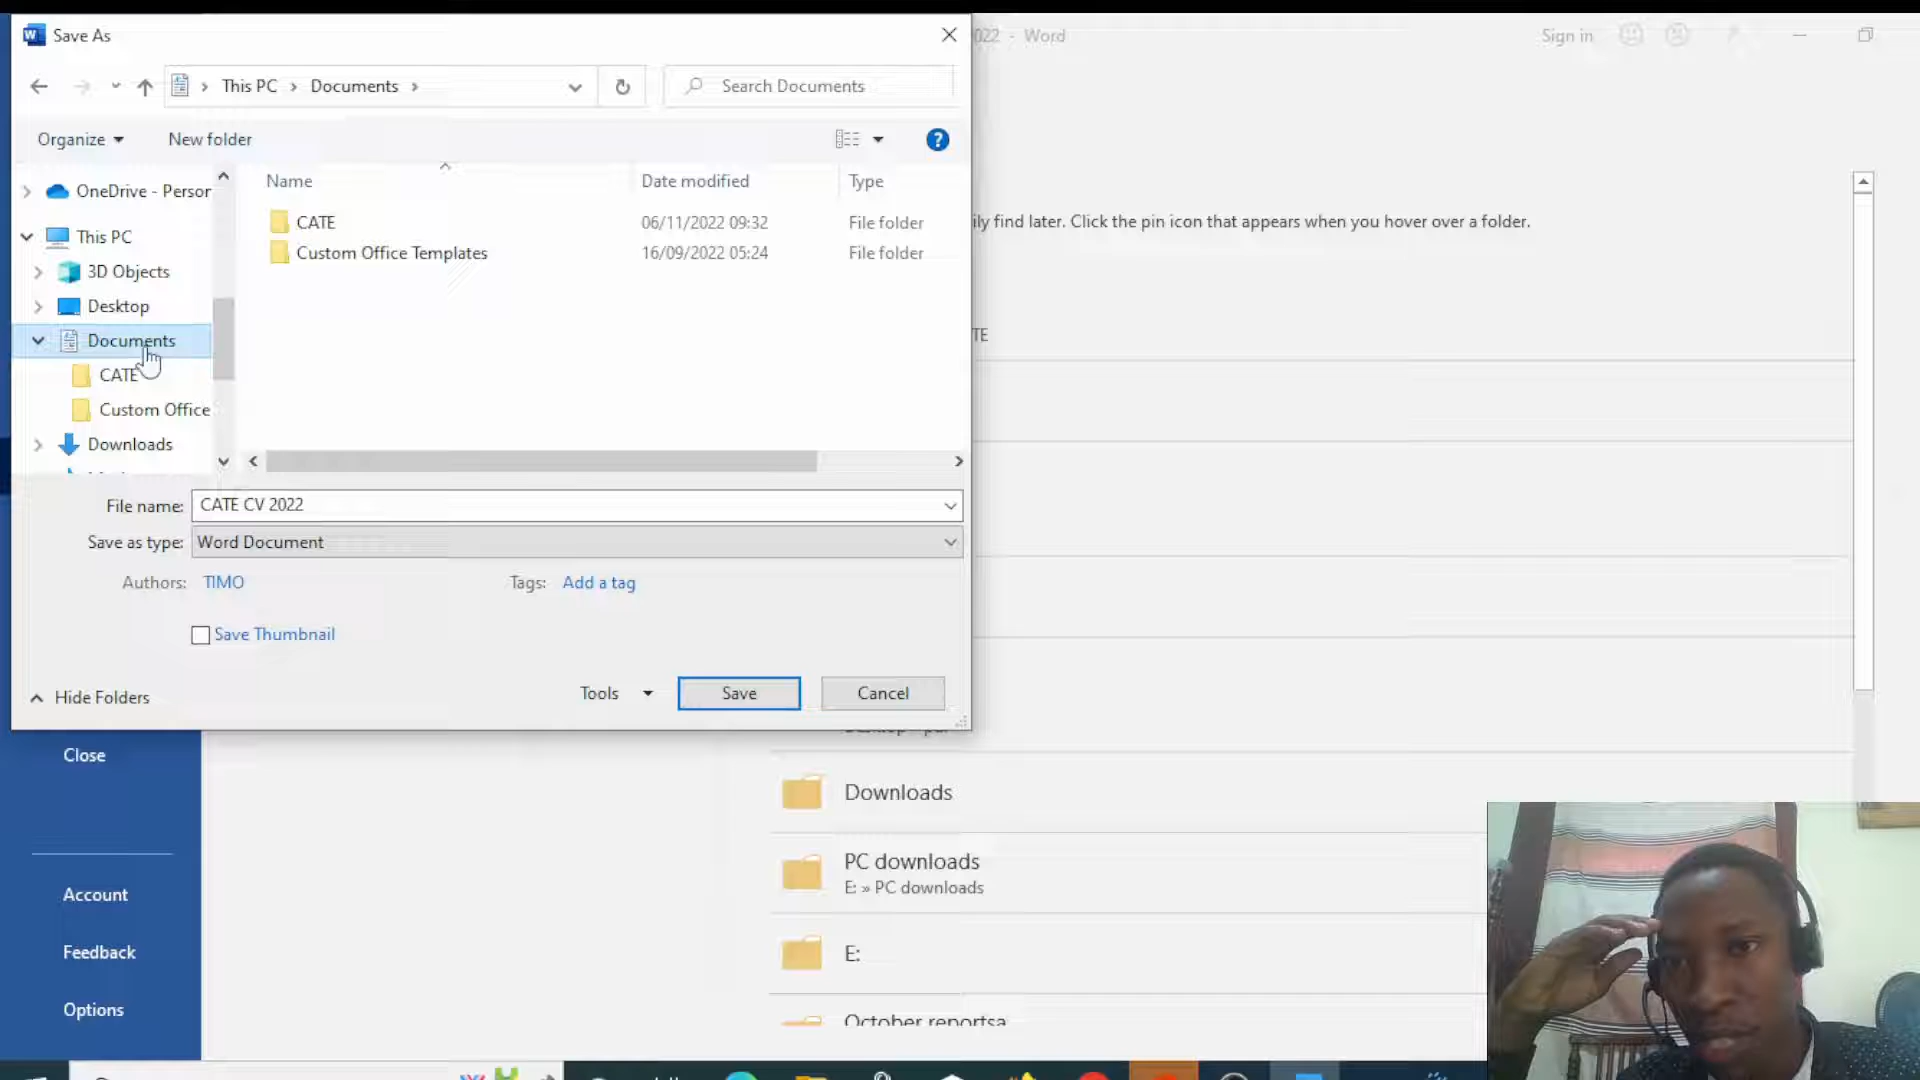 Save As
022 - Word
Sign in
This PC
Documents
Search Documents
Organize
New folder
?
OneDrive - Person
This PC
3D Objects
Desktop
Documents
CATE
Custom Office
Downloads
Name
Date modified
Type
CATE
06/11/2022 09:32
File folder
Custom Office Templates
16/09/2022 05:24
File folder
ily find later. Click the pin icon that appears when you hover over a folder.
TE
File name:
CATE CV 2022
Save as type:
Word Document
Authors:
TIMO
Tags:
Add a tag
Save Thumbnail
Hide Folders
Tools
Save
Cancel
Close
Account
Feedback
Options
Downloads
PC downloads
E: » PC downloads
E:
October reportsa